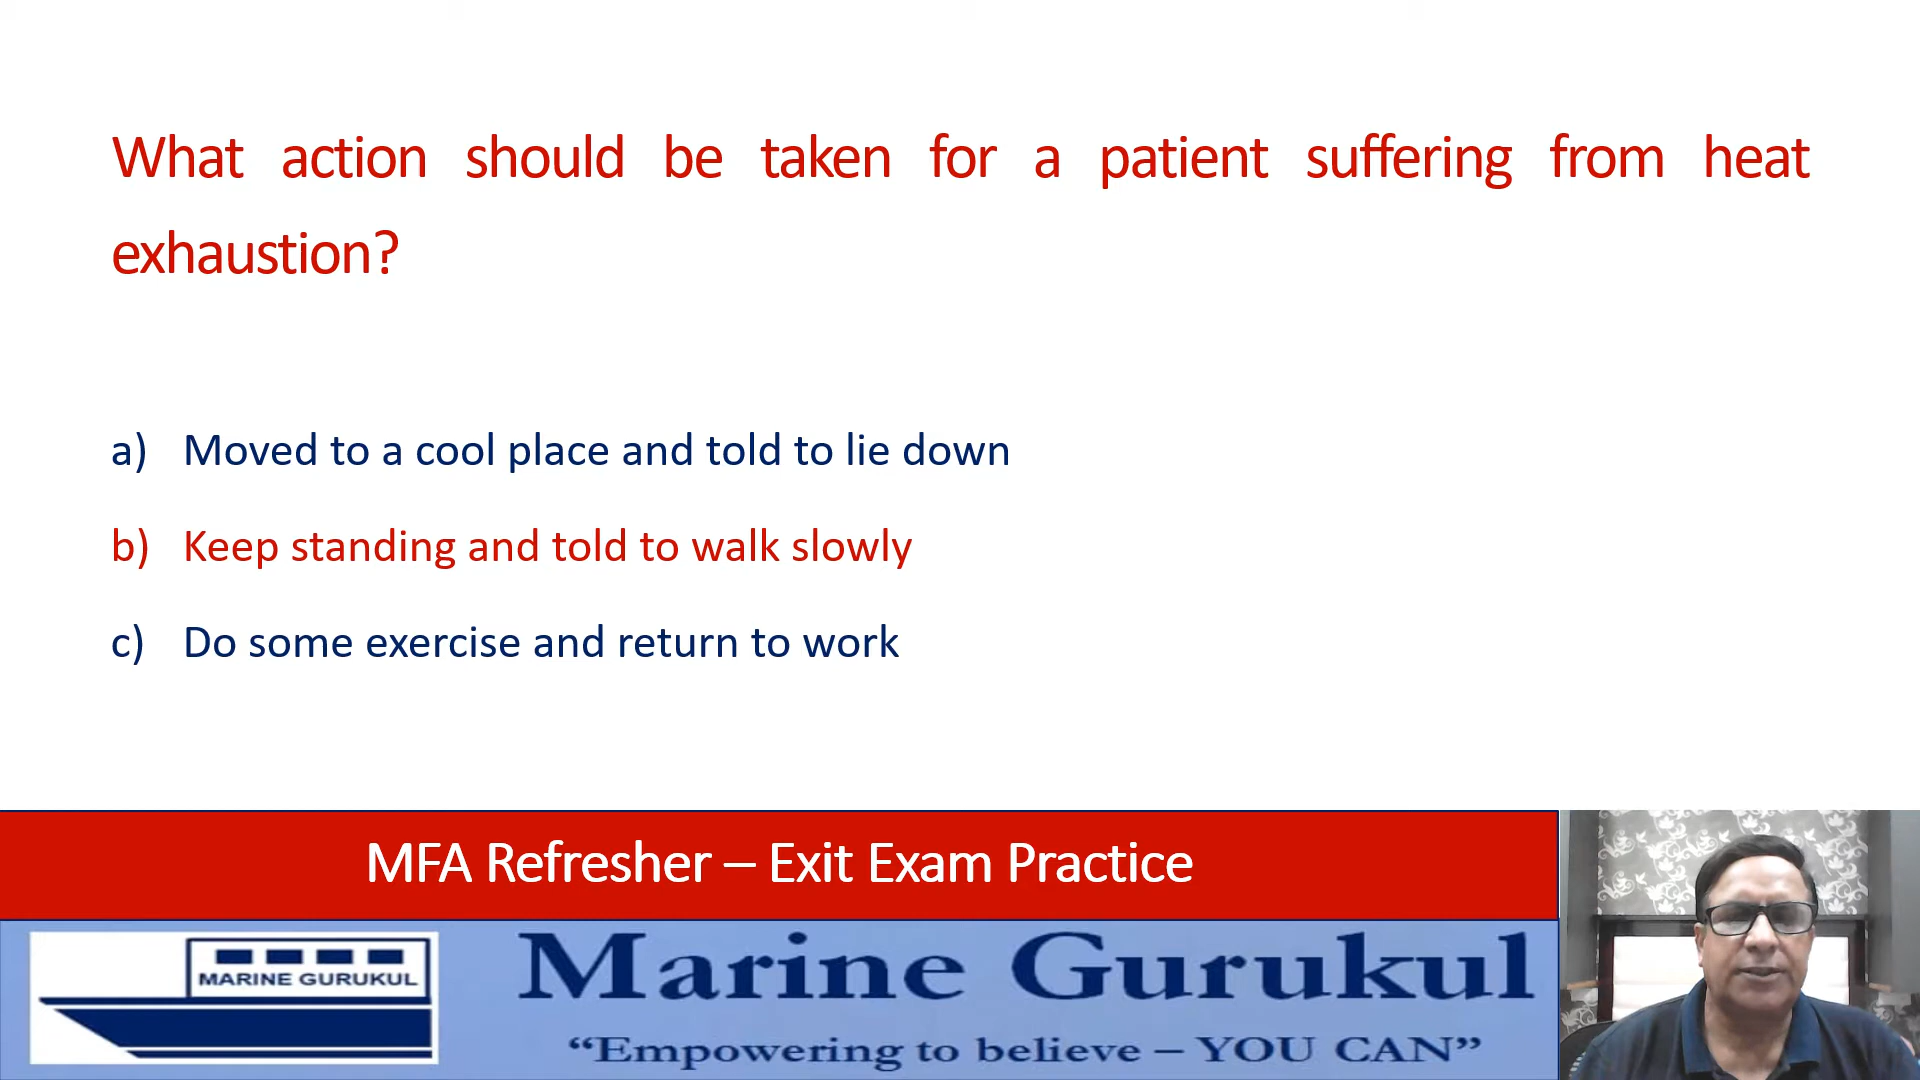 What action should be taken for a patient suffering from heat
exhaustion?
a) Moved to a cool place and told to lie down
b) Keep standing and told to walk slowly
c) Do some exercise and return to work
MFA Refresher – Exit Exam Practice
MARINE GURUKUL
Marine Gurukul
“Empowering to believe – YOU CAN”